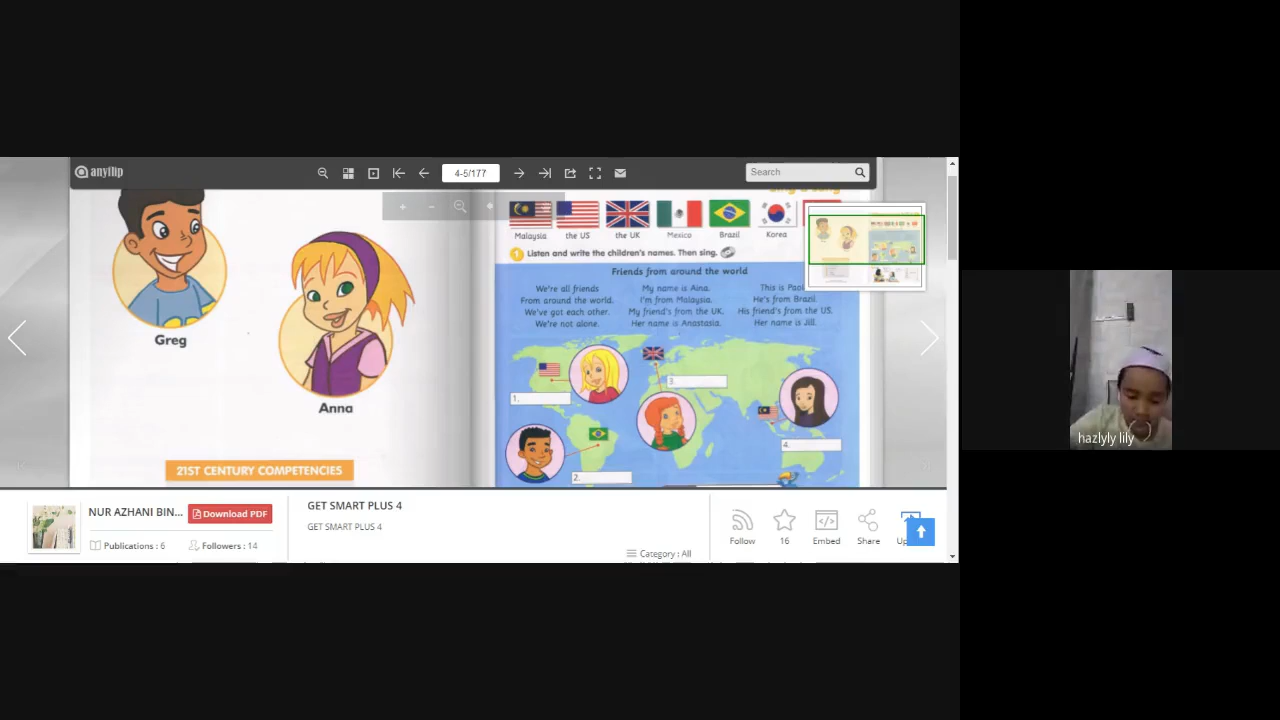 anyflip
4-5/177
Search
Greg
Anna
21ST CENTURY COMPETENCIES
Malaysia
the US
the UK
Mexico
Brazil
Korea
1 Listen and write the children's names. Then sing.
Friends from around the world
We're all friends
From around the world.
We've got each other.
We're not alone.
My name is Aina.
I'm from Malaysia.
My friend's from the UK.
Her name is Anastasia.
This is Paol
He's from Brazil.
His friend's from the US.
Her name is Jill.
1.
2.
3.
4.
NUR AZHANI BIN...
Download PDF
Publications : 6
Followers : 14
GET SMART PLUS 4
GET SMART PLUS 4
Category : All
Follow
16
Embed
Share
hazlyly lily